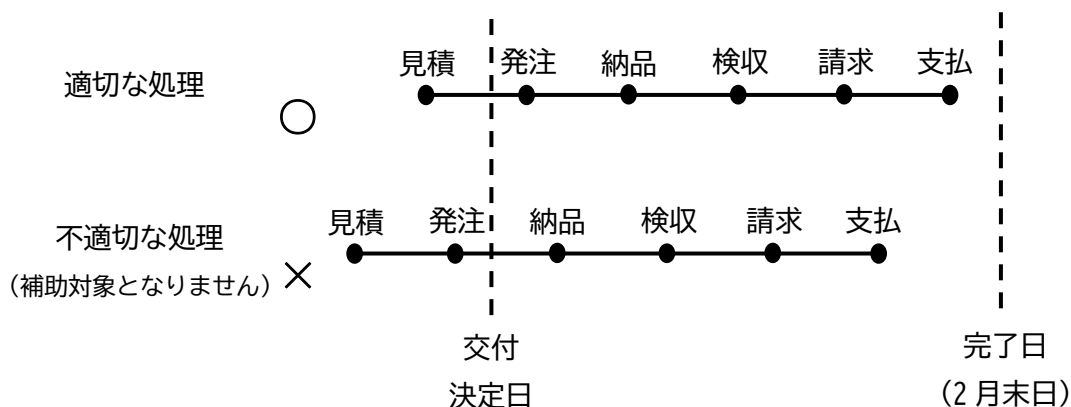 適切な処理
○
見積 発注 納品 検収 請求 支払
不適切な処理
（補助対象となりません）
×
見積 発注 納品 検収 請求 支払
交付
決定日
完了日
（2月末日）